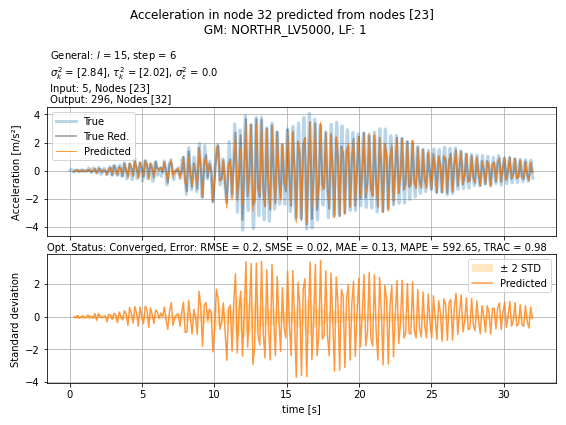 Acceleration in node 32 predicted from nodes [23]
GM: NORTHR_LV5000, LF: 1
General: l = 15, step = 6
σ²ₖ = [2.84], τ²ₖ = [2.02], σ²ε = 0.0
Input: 5, Nodes [23]
Output: 296, Nodes [32]
4
2
0
−2
−4
Acceleration [m/s²]
True
True Red.
Predicted
Opt. Status: Converged, Error: RMSE = 0.2, SMSE = 0.02, MAE = 0.13, MAPE = 592.65, TRAC = 0.98
2
0
−2
−4
Standard deviation
± 2 STD
Predicted
0 5 10 15 20 25 30
time [s]